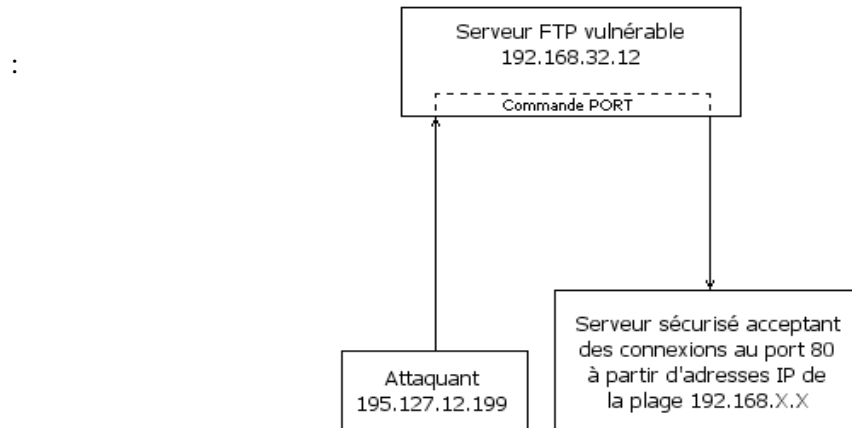 Serveur FTP vulnérable
192.168.32.12
:
Commande PORT
Serveur sécurisé acceptant
des connexions au port 80
à partir d'adresses IP de
la plage 192.168.X.X
Attaquant
195.127.12.199